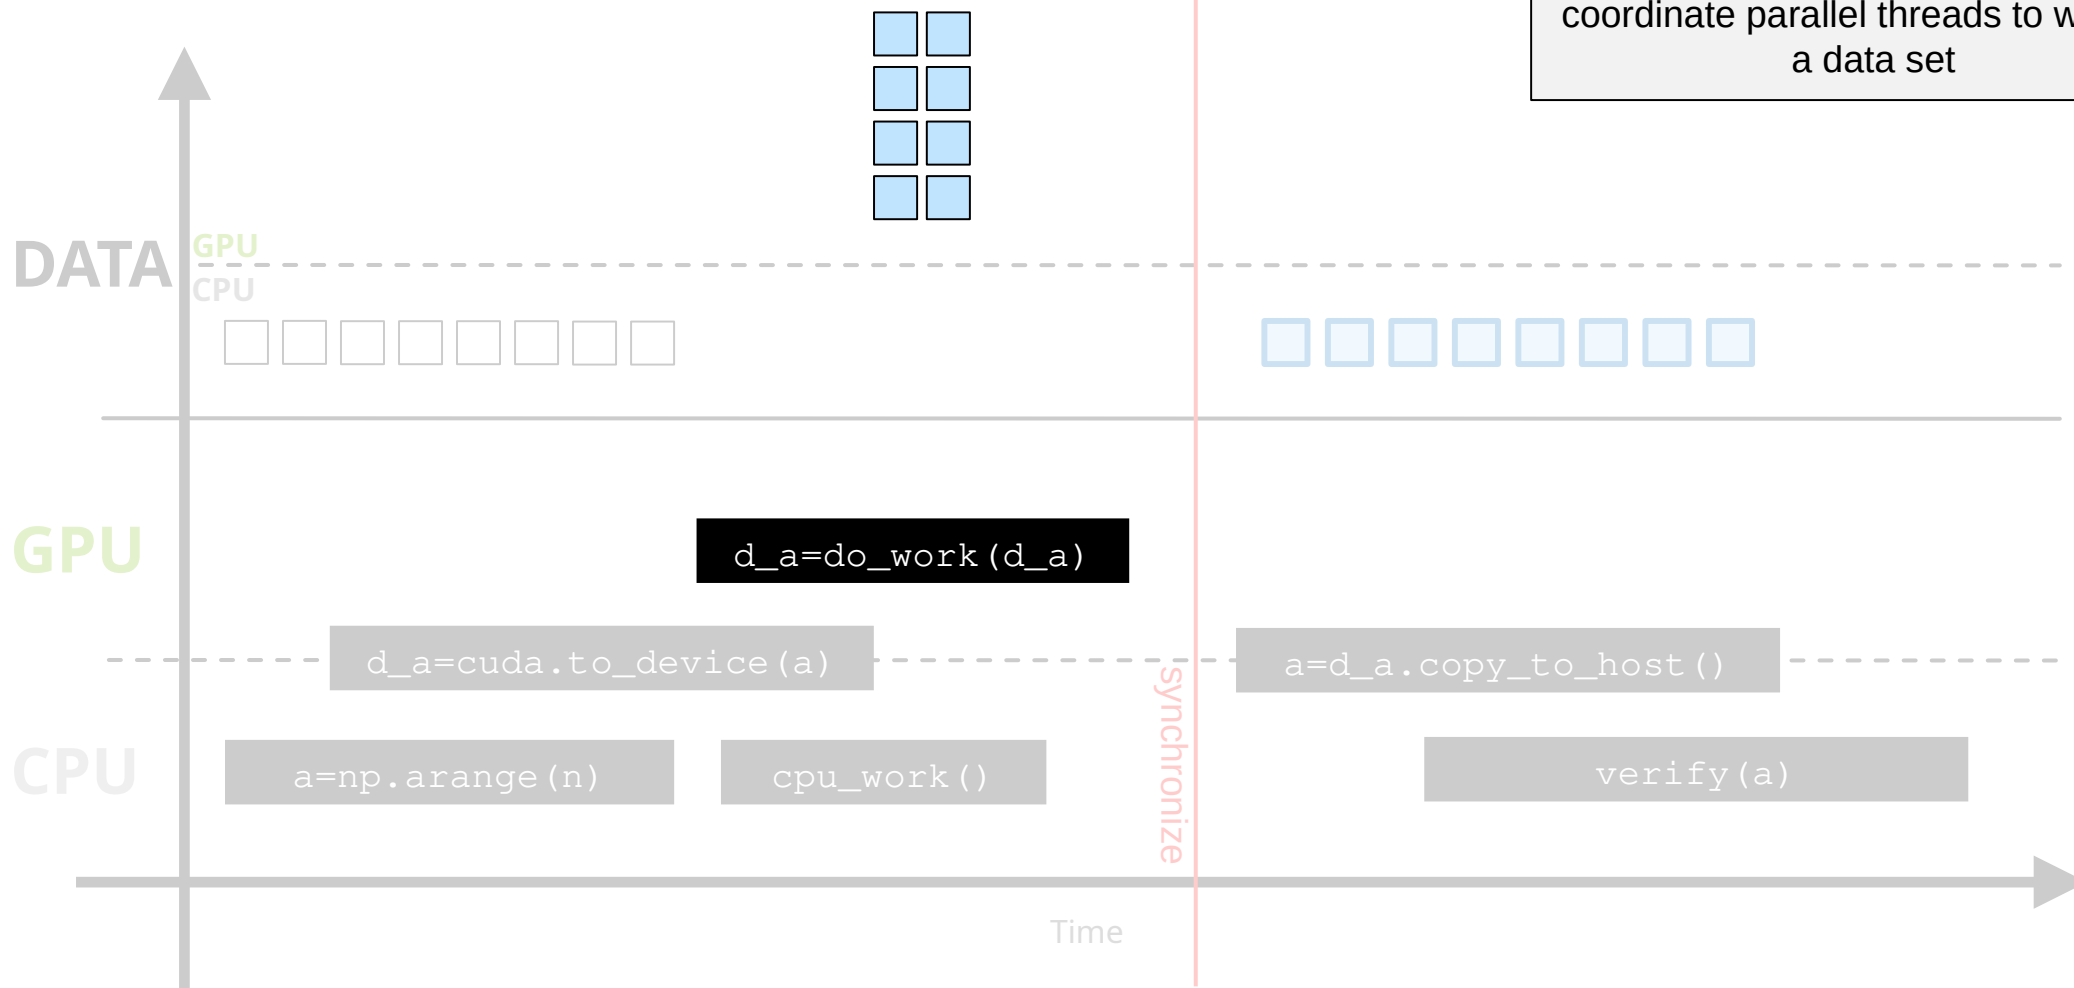 coordinate parallel threads to
a data set
DATA
GPU
CPU
GPU
d_a=do_work(d_a)
d_a=cuda.to_device(a)
a=d_a.copy_to_host()
synchronize
CPU
a=np.arange(n)
cpu_work()
verify(a)
Time